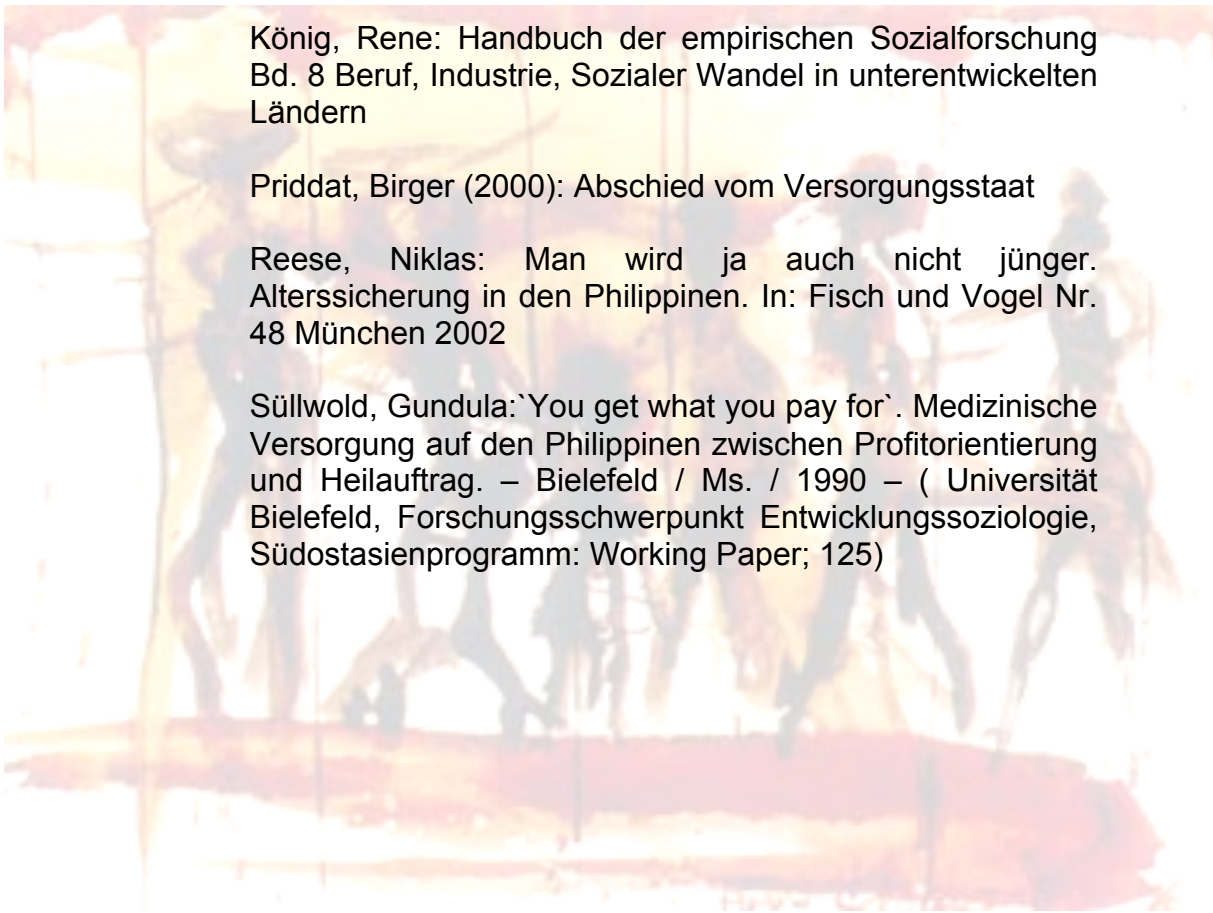 König, Rene: Handbuch der empirischen Sozialforschung
Bd. 8 Beruf, Industrie, Sozialer Wandel in unterentwickelten
Ländern
Priddat, Birger (2000): Abschied vom Versorgungsstaat
Reese, Niklas: Man wird ja auch nicht jünger.
Alterssicherung in den Philippinen. In: Fisch und Vogel Nr.
48 München 2002
Süllwold, Gundula:`You get what you pay for`. Medizinische
Versorgung auf den Philippinen zwischen Profitorientierung
und Heilauftrag. – Bielefeld / Ms. / 1990 – ( Universität
Bielefeld, Forschungsschwerpunkt Entwicklungssoziologie,
Südostasienprogramm: Working Paper; 125)